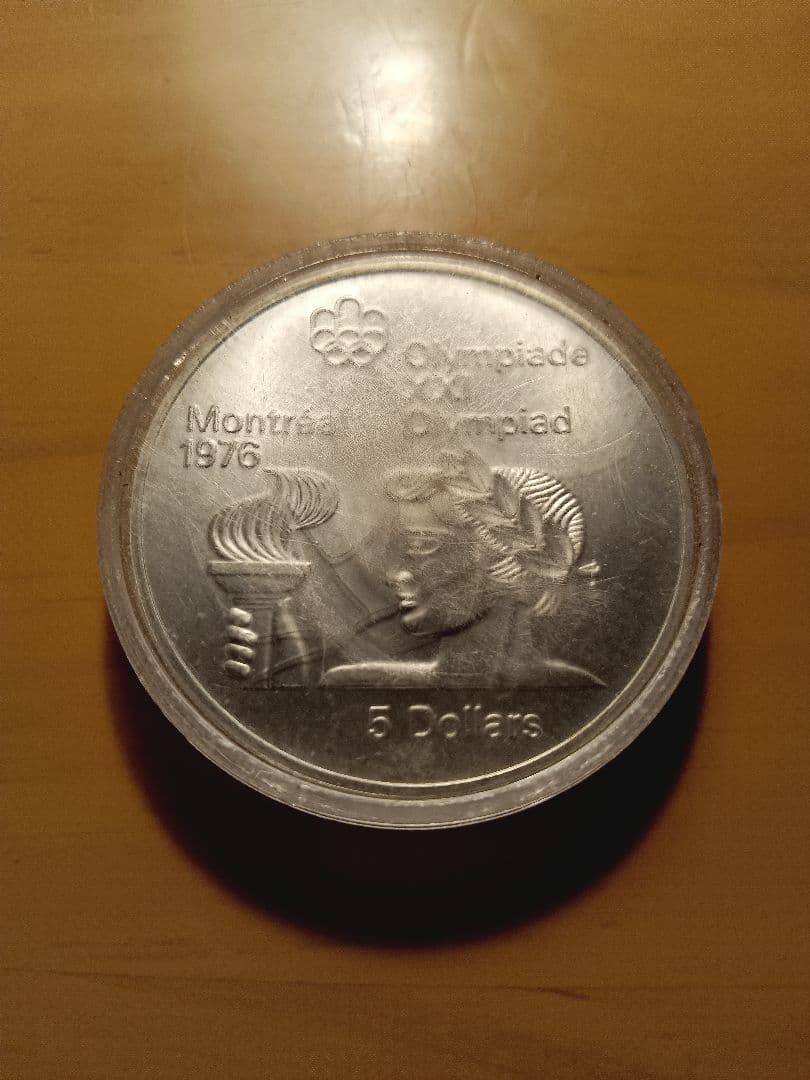 Olympiade
XXI
Montréal Olympiad
1976
5 Dollars